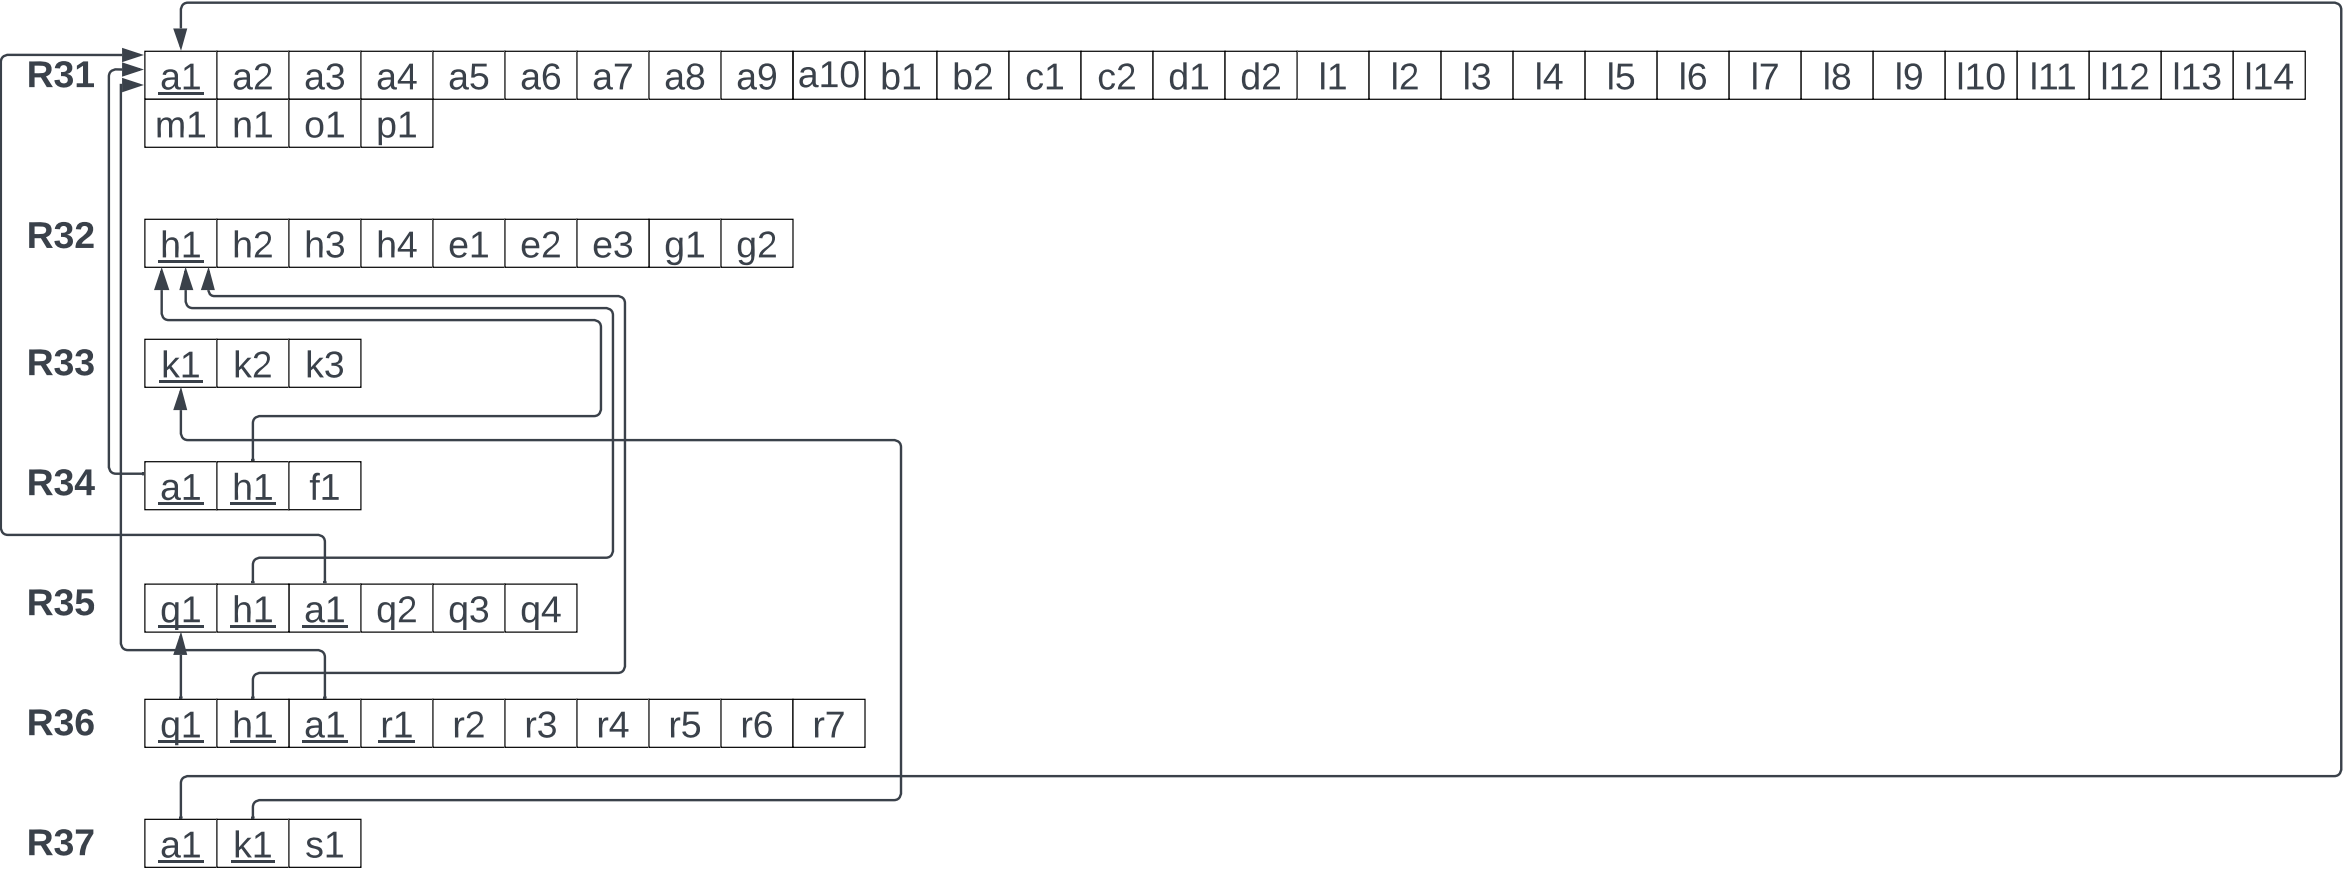 R31 a1 a2 a3 a4 a5 a6 a7 a8 a9 a10 b1 b2 c1 c2 d1 d2 l1 l2 l3 l4 l5 l6 l7 l8 l9 l10 l11 l12 l13 l14
m1 n1 o1 p1
R32 h1 h2 h3 h4 e1 e2 e3 g1 g2
R33 k1 k2 k3
R34 a1 h1 f1
R35 q1 h1 a1 q2 q3 q4
R36 q1 h1 a1 r1 r2 r3 r4 r5 r6 r7
R37 a1 k1 s1